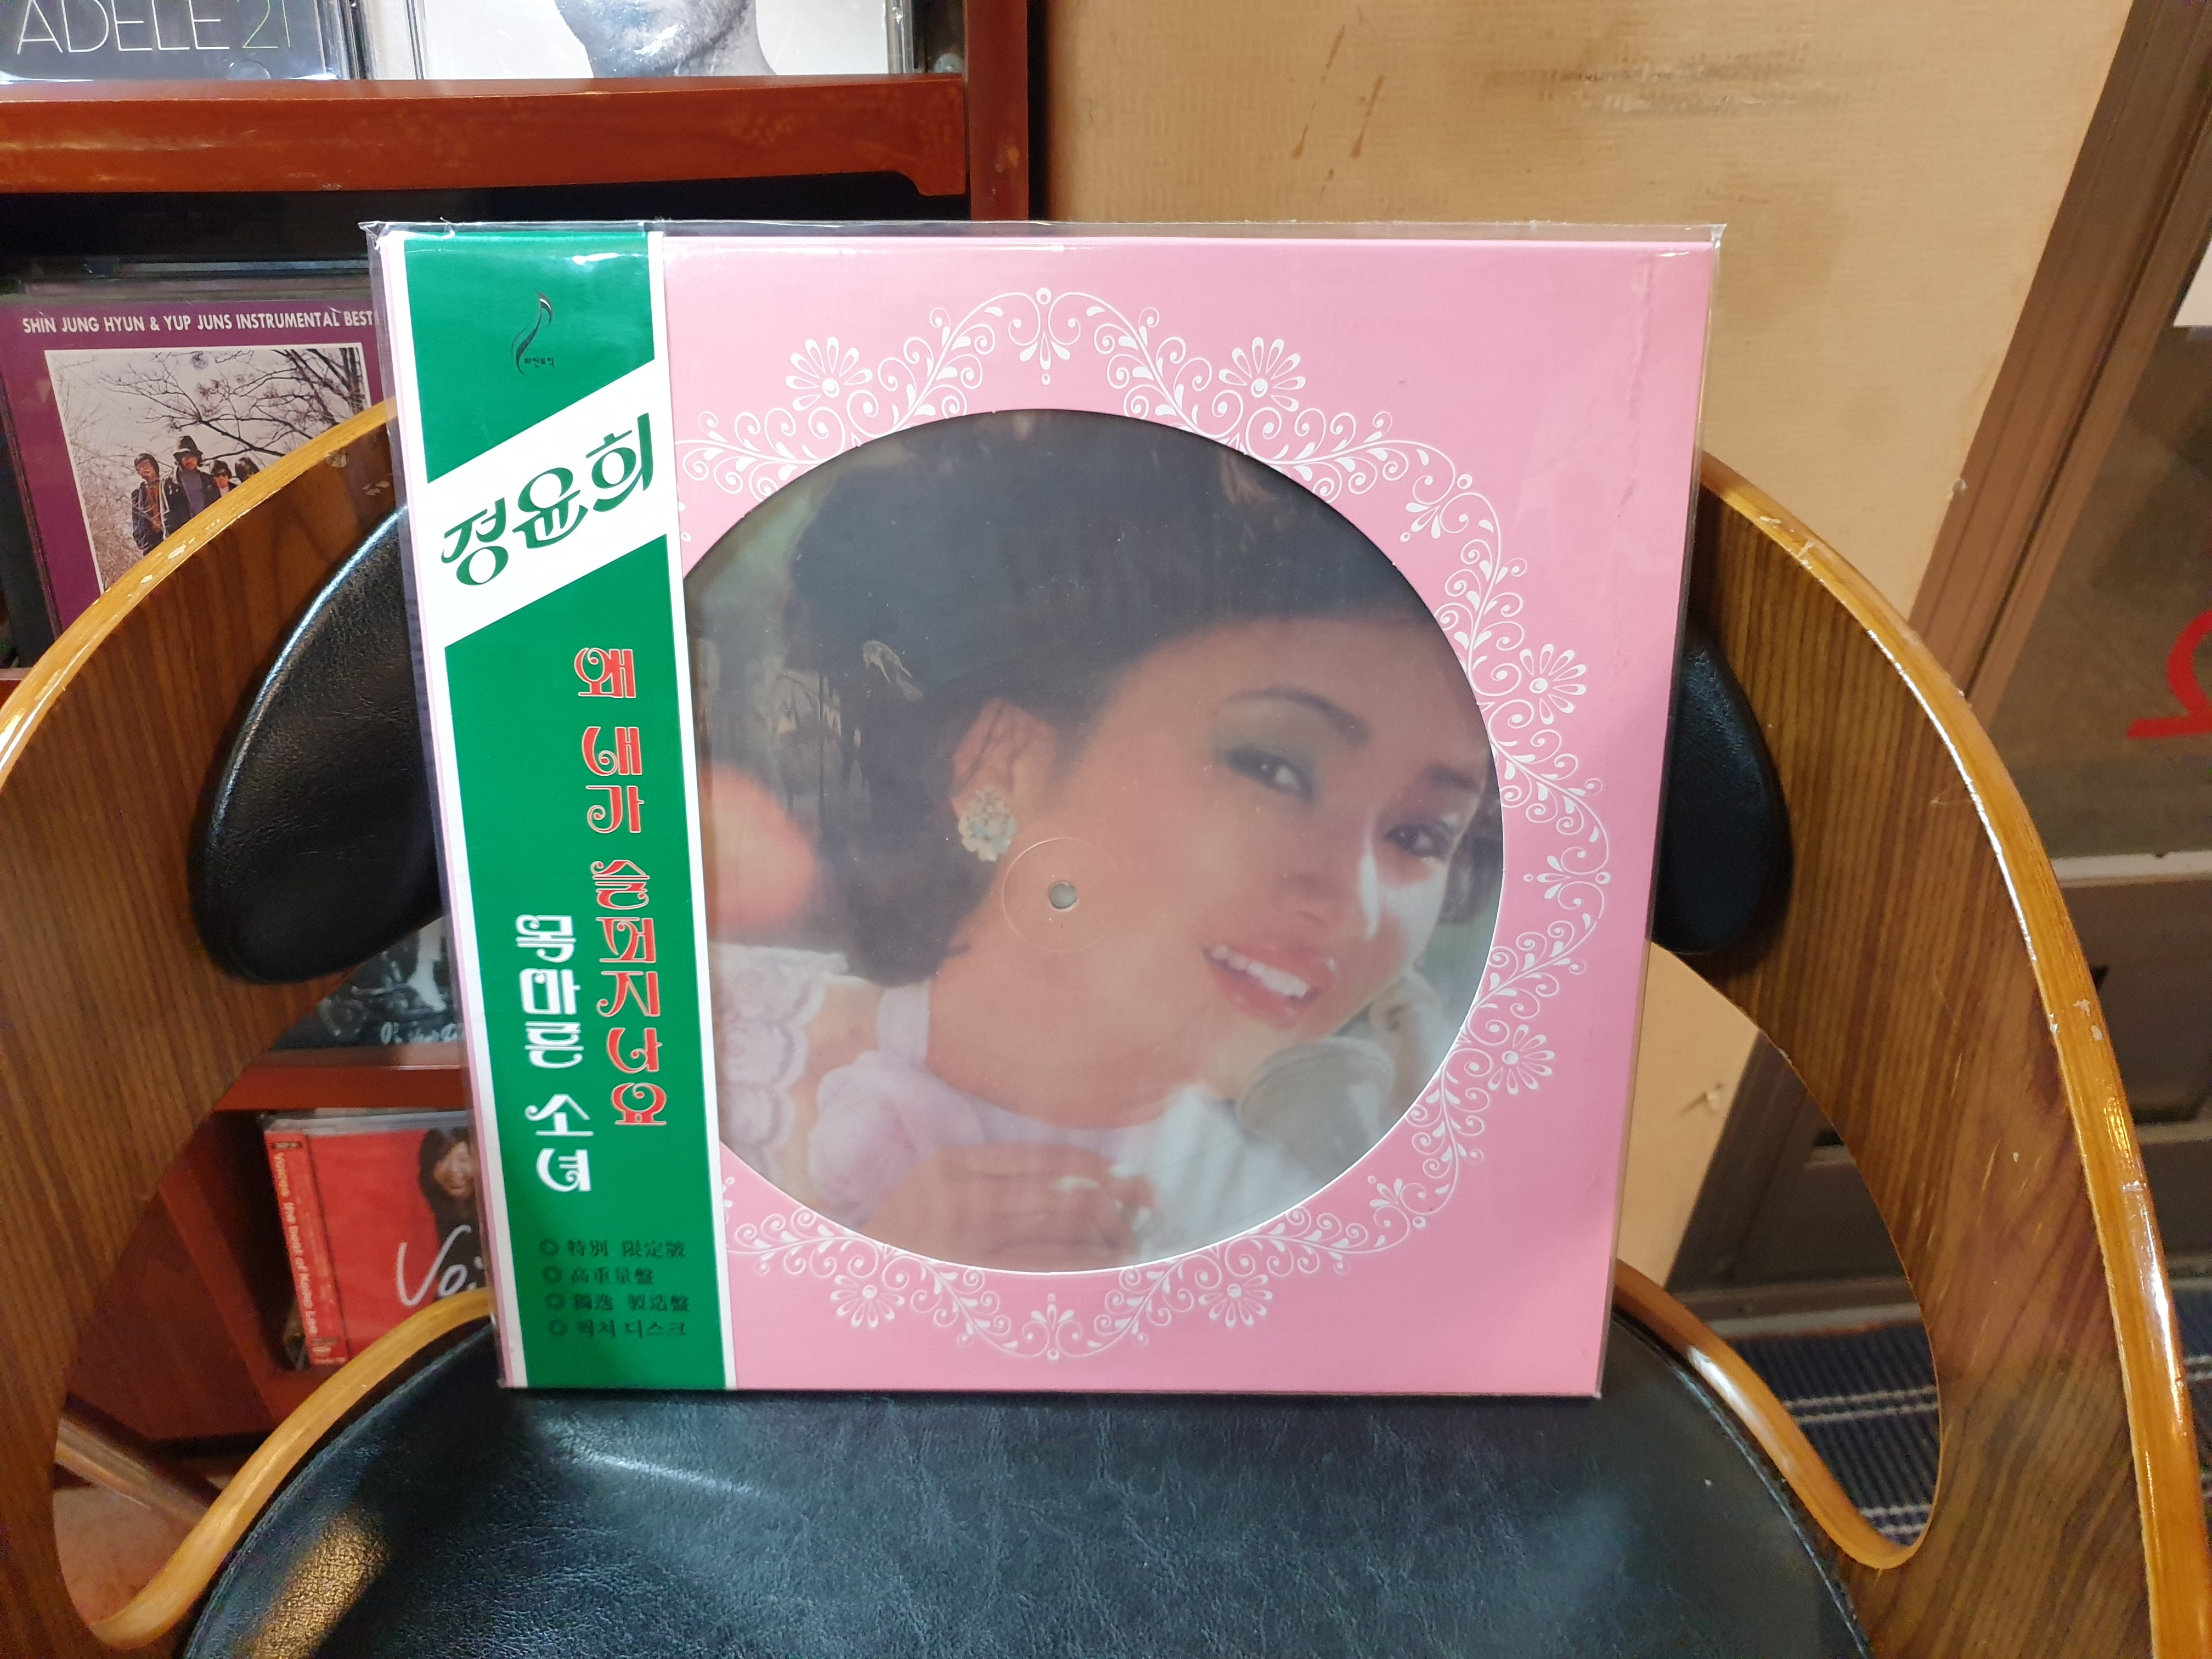 ADELE 21
SHIN JUNG HYUN & YUP JUNS INSTRUMENTAL BEST
정윤희
왜 내가 슬퍼지나요
목마른 소녀
◎ 特別 限定盤
◎ 高重量盤
◎ 獨逸 製造盤
◎ 픽처 디스크